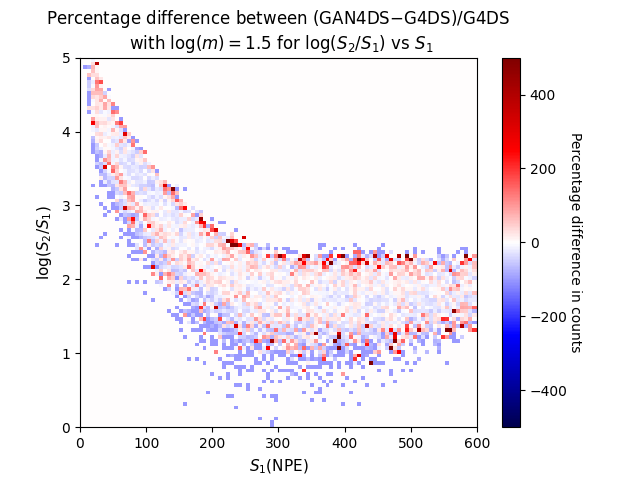 Percentage difference between (GAN4DS−G4DS)/G4DS
with log(m) = 1.5 for log(S₂/S₁) vs S₁
5
4
3
2
1
0
0 100 200 300 400 500 600
log(S₂/S₁)
S₁(NPE)
400
200
0
−200
−400
Percentage difference in counts